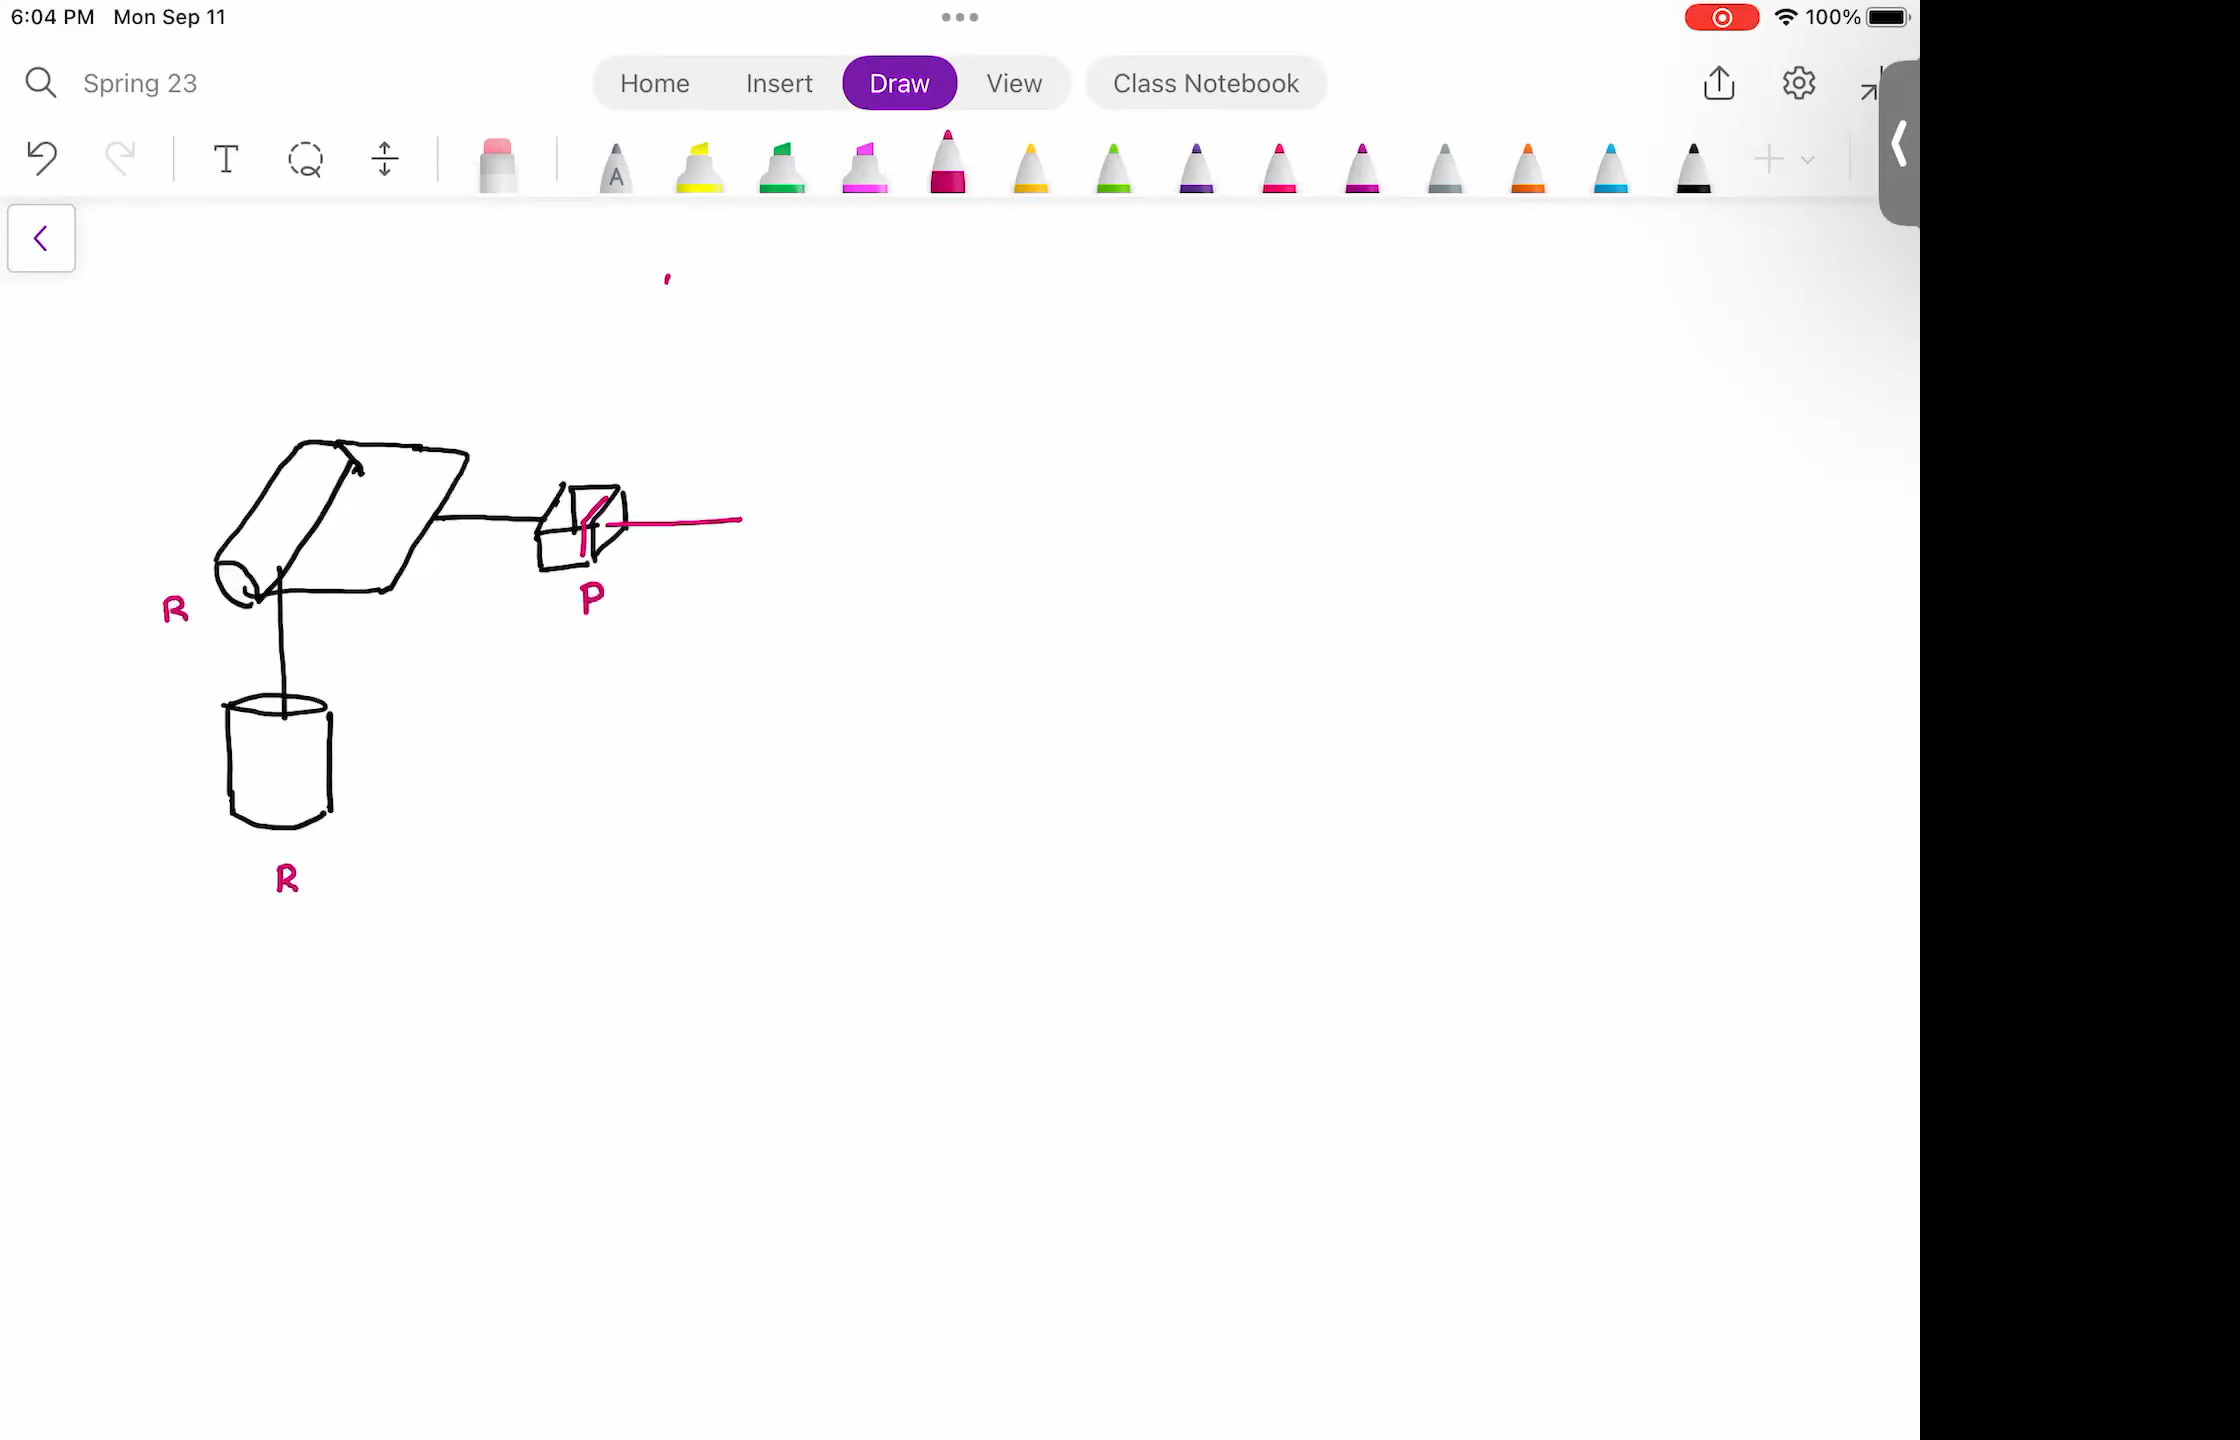 6:04 PM Mon Sep 11 100%
Spring 23 Home Insert Draw View Class Notebook
T A
R P
R